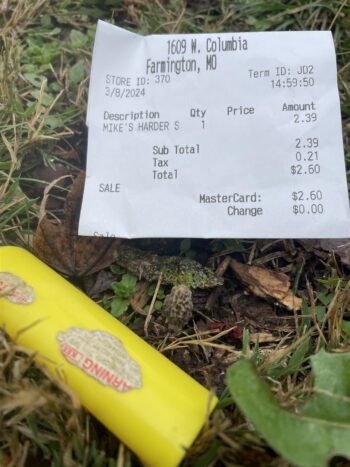 1609 W. Columbia
Farmington, MO
STORE ID: 370 Term ID: JD2
3/8/2024 14:59:50
Description Qty Price Amount
MIKE'S HARDER S 1 2.39
Sub Total 2.39
Tax 0.21
Total $2.60
SALE
MasterCard: $2.60
Change $0.00
WARNING